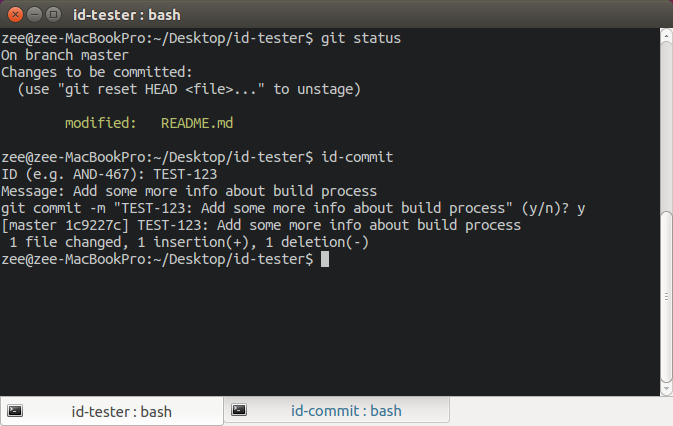 id-tester : bash
zee@zee-MacBookPro:~/Desktop/id-tester$ git status
On branch master
Changes to be committed:
  (use "git reset HEAD <file>..." to unstage)
        modified:   README.md
zee@zee-MacBookPro:~/Desktop/id-tester$ id-commit
ID (e.g. AND-467): TEST-123
Message: Add some more info about build process
git commit -m "TEST-123: Add some more info about build process" (y/n)? y
[master 1c9227c] TEST-123: Add some more info about build process
 1 file changed, 1 insertion(+), 1 deletion(-)
zee@zee-MacBookPro:~/Desktop/id-tester$
id-tester : bash
id-commit : bash